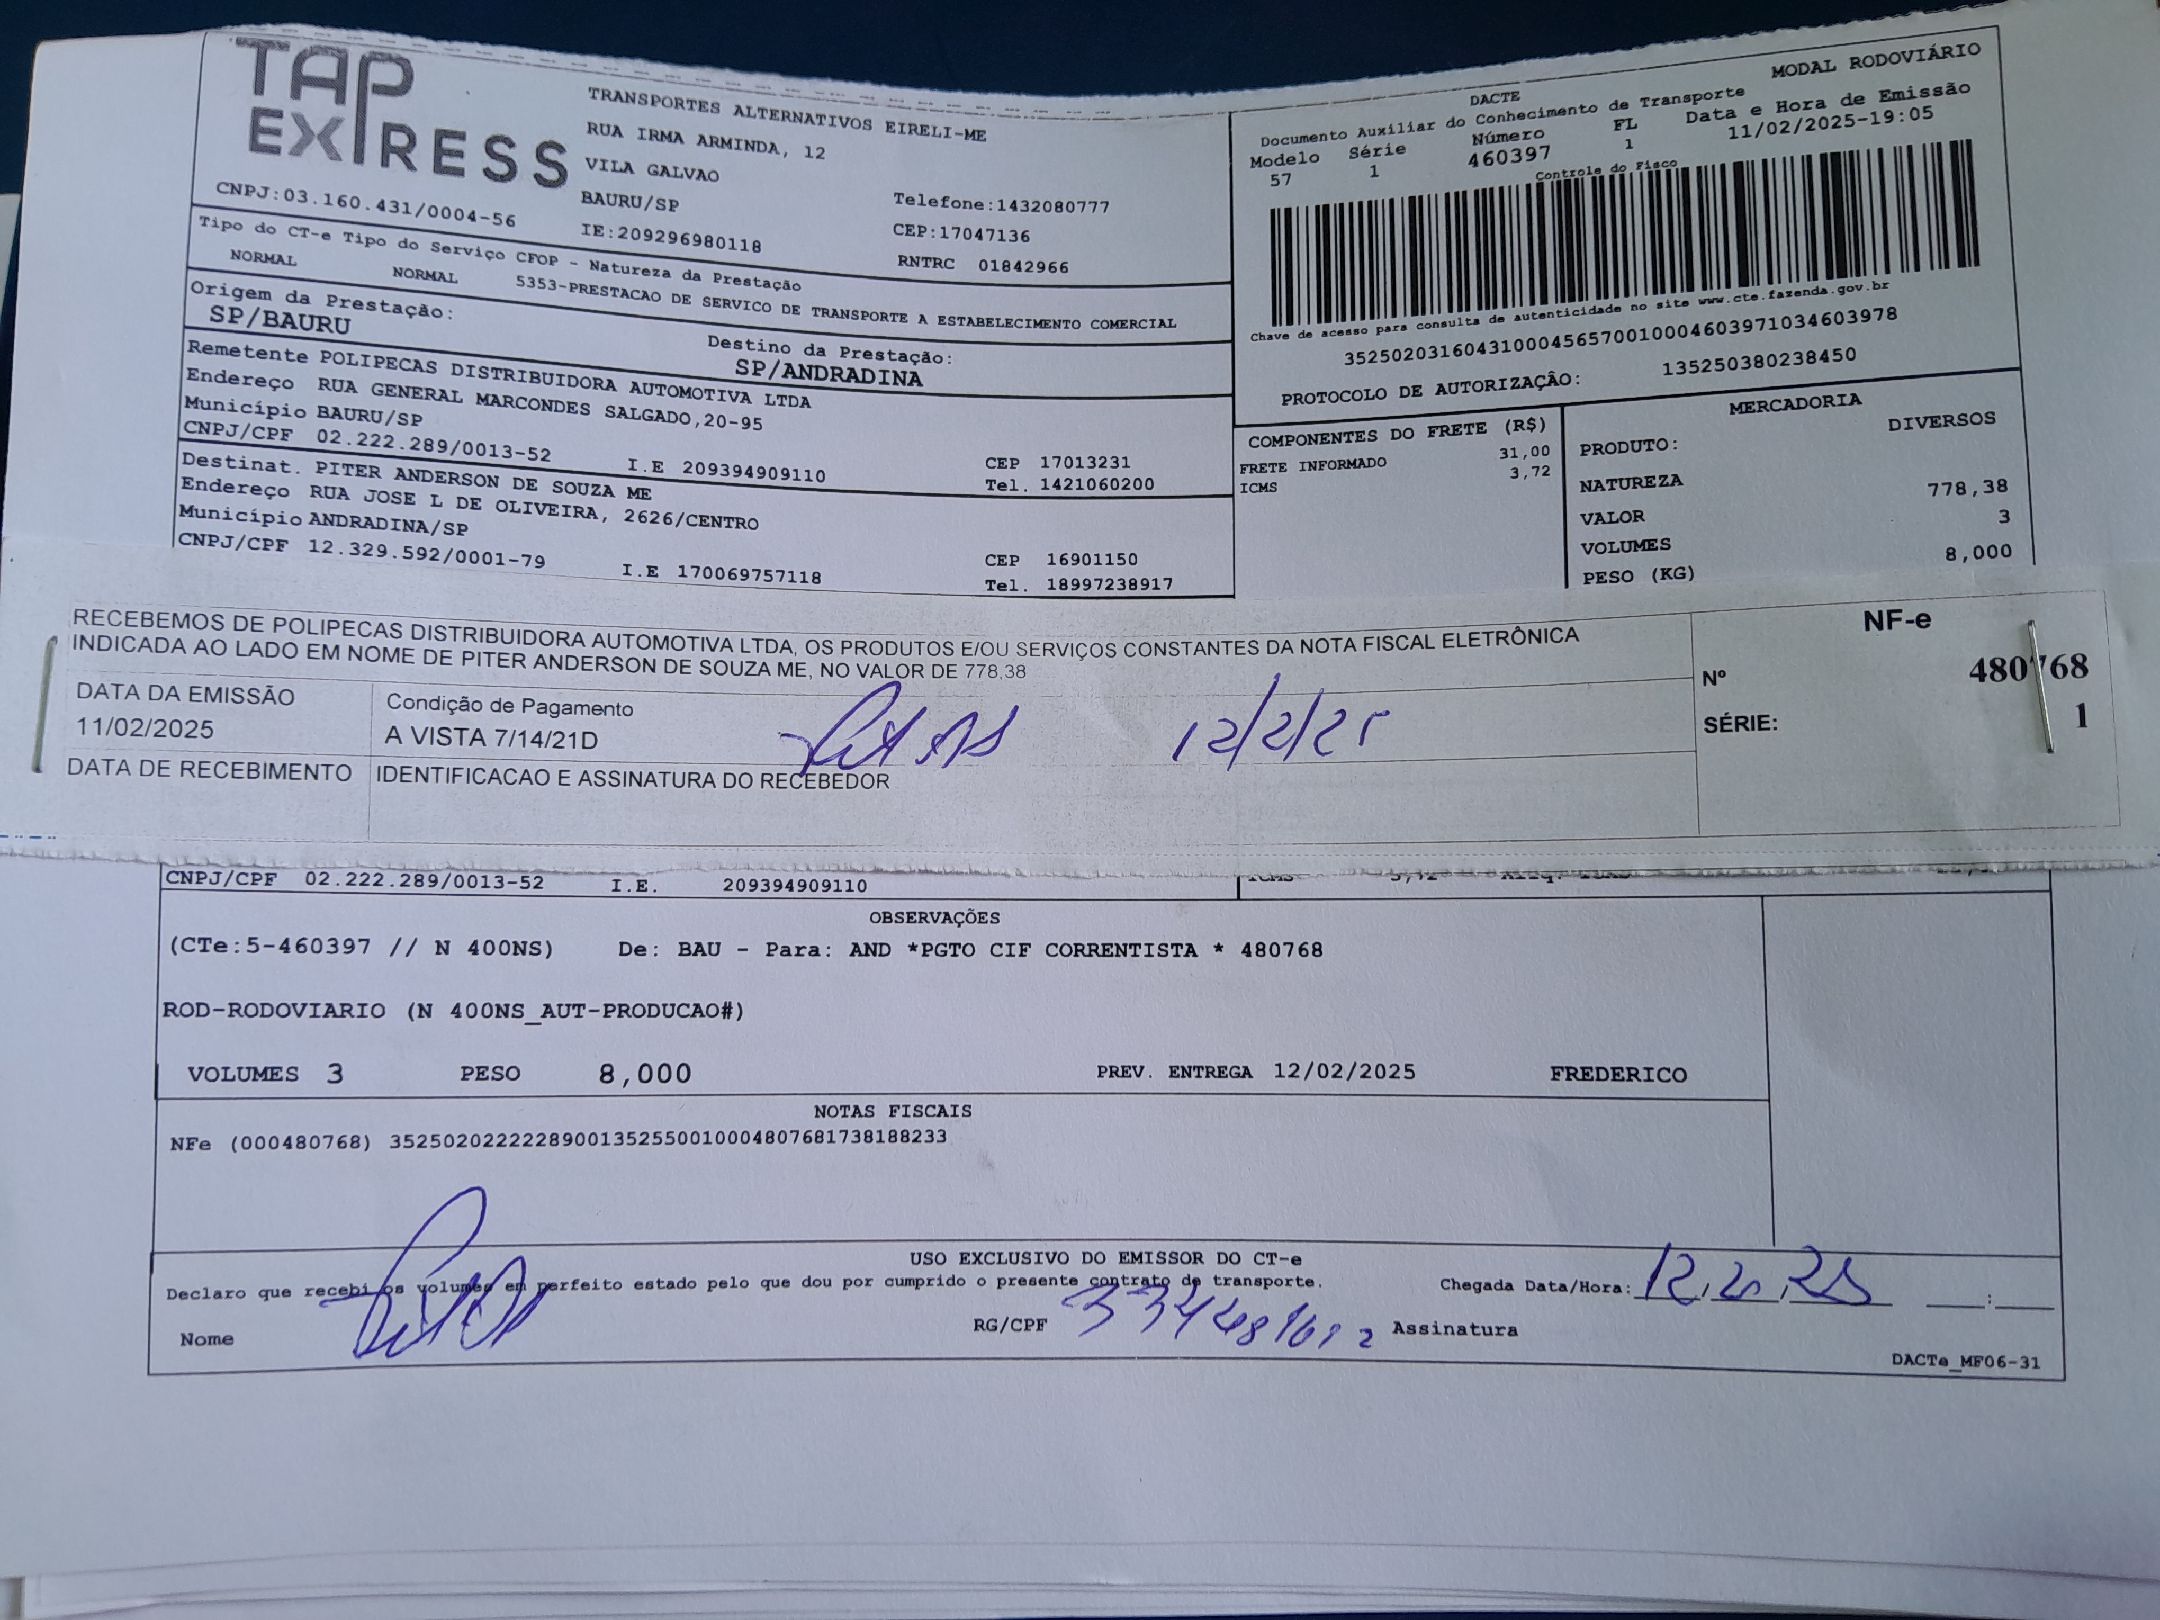 TAP EXPRESS
CNPJ:03.160.431/0004-56
TRANSPORTES ALTERNATIVOS EIRELI-ME
RUA IRMA ARMINDA, 12
VILA GALVAO
BAURU/SP
IE:209296980118
Telefone:1432080777
CEP:17047136
RNTRC 01842966
DACTE
MODAL RODOVIÁRIO
Documento Auxiliar do Conhecimento de Transporte
Modelo Série Número FL Data e Hora de Emissão
57 1 460397 1 11/02/2025-19:05
Controle do Fisco
Chave de acesso para consulta de autenticidade no site www.cte.fazenda.gov.br
35250203160431000456570010004603971034603978
PROTOCOLO DE AUTORIZAÇÃO: 135250380238450
Tipo do CT-e Tipo do Serviço CFOP - Natureza da Prestação
NORMAL NORMAL 5353-PRESTACAO DE SERVICO DE TRANSPORTE A ESTABELECIMENTO COMERCIAL
Origem da Prestação:
SP/BAURU
Destino da Prestação:
SP/ANDRADINA
Remetente POLIPECAS DISTRIBUIDORA AUTOMOTIVA LTDA
Endereço RUA GENERAL MARCONDES SALGADO,20-95
Município BAURU/SP
CNPJ/CPF 02.222.289/0013-52 I.E 209394909110
CEP 17013231
Tel. 1421060200
Destinat. PITER ANDERSON DE SOUZA ME
Endereço RUA JOSE L DE OLIVEIRA, 2626/CENTRO
Município ANDRADINA/SP
CNPJ/CPF 12.329.592/0001-79 I.E 170069757118
CEP 16901150
Tel. 18997238917
COMPONENTES DO FRETE (R$)
FRETE INFORMADO 31,00
ICMS 3,72
MERCADORIA
PRODUTO: DIVERSOS
NATUREZA
VALOR 778,38
VOLUMES 3
PESO (KG) 8,000
RECEBEMOS DE POLIPECAS DISTRIBUIDORA AUTOMOTIVA LTDA, OS PRODUTOS E/OU SERVIÇOS CONSTANTES DA NOTA FISCAL ELETRÔNICA
INDICADA AO LADO EM NOME DE PITER ANDERSON DE SOUZA ME, NO VALOR DE 778,38
DATA DA EMISSÃO
11/02/2025
Condição de Pagamento
A VISTA 7/14/21D
12/2/25
DATA DE RECEBIMENTO
IDENTIFICACAO E ASSINATURA DO RECEBEDOR
NF-e
Nº 480768
SÉRIE: 1
CNPJ/CPF 02.222.289/0013-52 I.E. 209394909110
OBSERVAÇÕES
(CTe:5-460397 // N 400NS) De: BAU - Para: AND *PGTO CIF CORRENTISTA * 480768
ROD-RODOVIARIO (N 400NS_AUT-PRODUCAO#)
VOLUMES 3 PESO 8,000 PREV. ENTREGA 12/02/2025 FREDERICO
NOTAS FISCAIS
NFe (000480768) 35250202222289001352550010004807681738188233
USO EXCLUSIVO DO EMISSOR DO CT-e
Declaro que recebi os volumes em perfeito estado pelo que dou por cumprido o presente contrato de transporte.
Chegada Data/Hora: 12.2.25 :
Nome RG/CPF Assinatura
DACTe_MF06-31